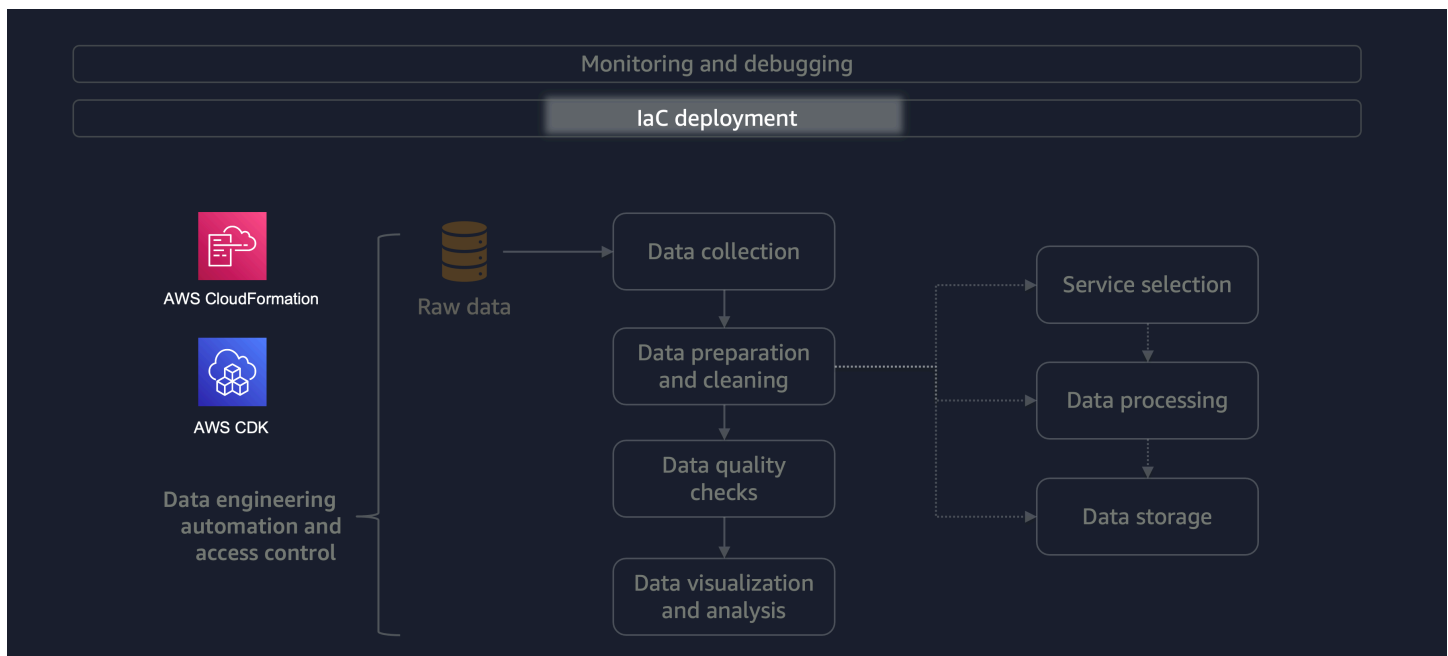 Monitoring and debugging
IaC deployment
AWS CloudFormation
AWS CDK
Data engineering
automation and
access control
Raw data
Data collection
Data preparation
and cleaning
Data quality
checks
Data visualization
and analysis
Service selection
Data processing
Data storage